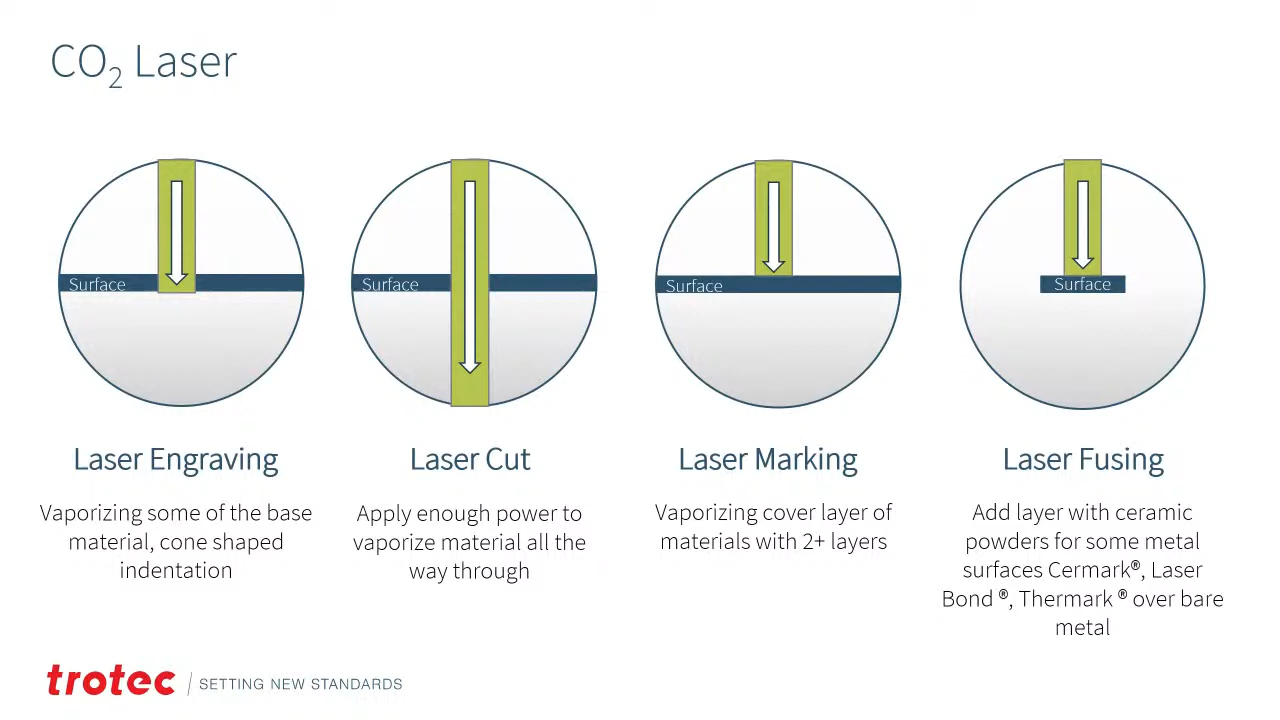 CO2 Laser
Surface
Surface
Surface
Surface
Laser Engraving
Vaporizing some of the base
material, cone shaped
indentation
Laser Cut
Apply enough power to
vaporize material all the
way through
Laser Marking
Vaporizing cover layer of
materials with 2+ layers
Laser Fusing
Add layer with ceramic
powders for some metal
surfaces Cermark®, Laser
Bond ®, Thermark ® over bare
metal
trotec / SETTING NEW STANDARDS